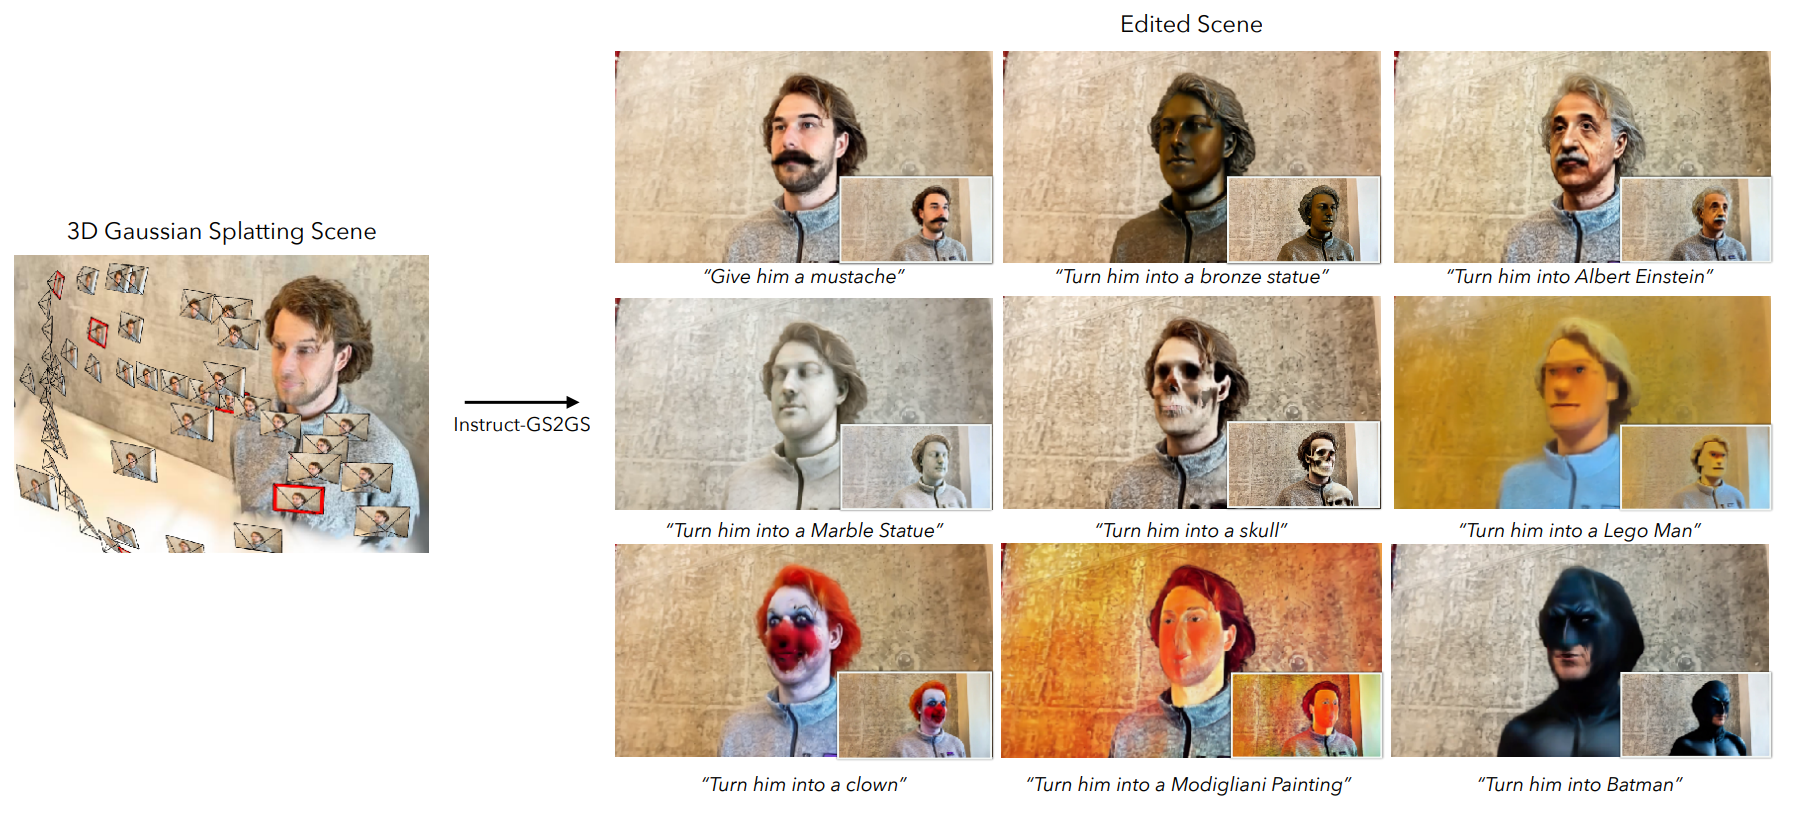 Edited Scene
3D Gaussian Splatting Scene
Instruct-GS2GS
“Give him a mustache”
“Turn him into a bronze statue”
“Turn him into Albert Einstein”
“Turn him into a Marble Statue”
“Turn him into a skull”
“Turn him into a Lego Man”
“Turn him into a clown”
“Turn him into a Modigliani Painting”
“Turn him into Batman”